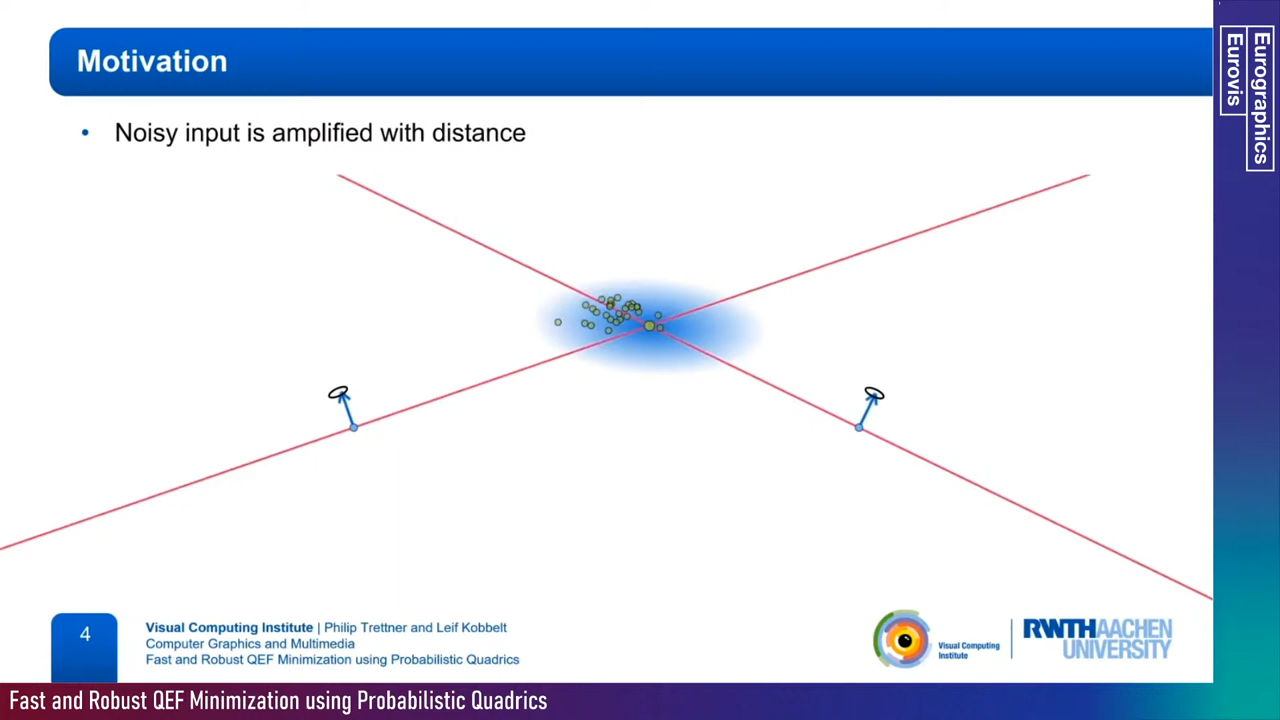 Motivation
Eurographics
Eurovis
• Noisy input is amplified with distance
4
Visual Computing Institute | Philip Trettner and Leif Kobbelt
Computer Graphics and Multimedia
Fast and Robust QEF Minimization using Probabilistic Quadrics
Visual Computing
Institute
RWTHAACHEN
UNIVERSITY
Fast and Robust QEF Minimization using Probabilistic Quadrics